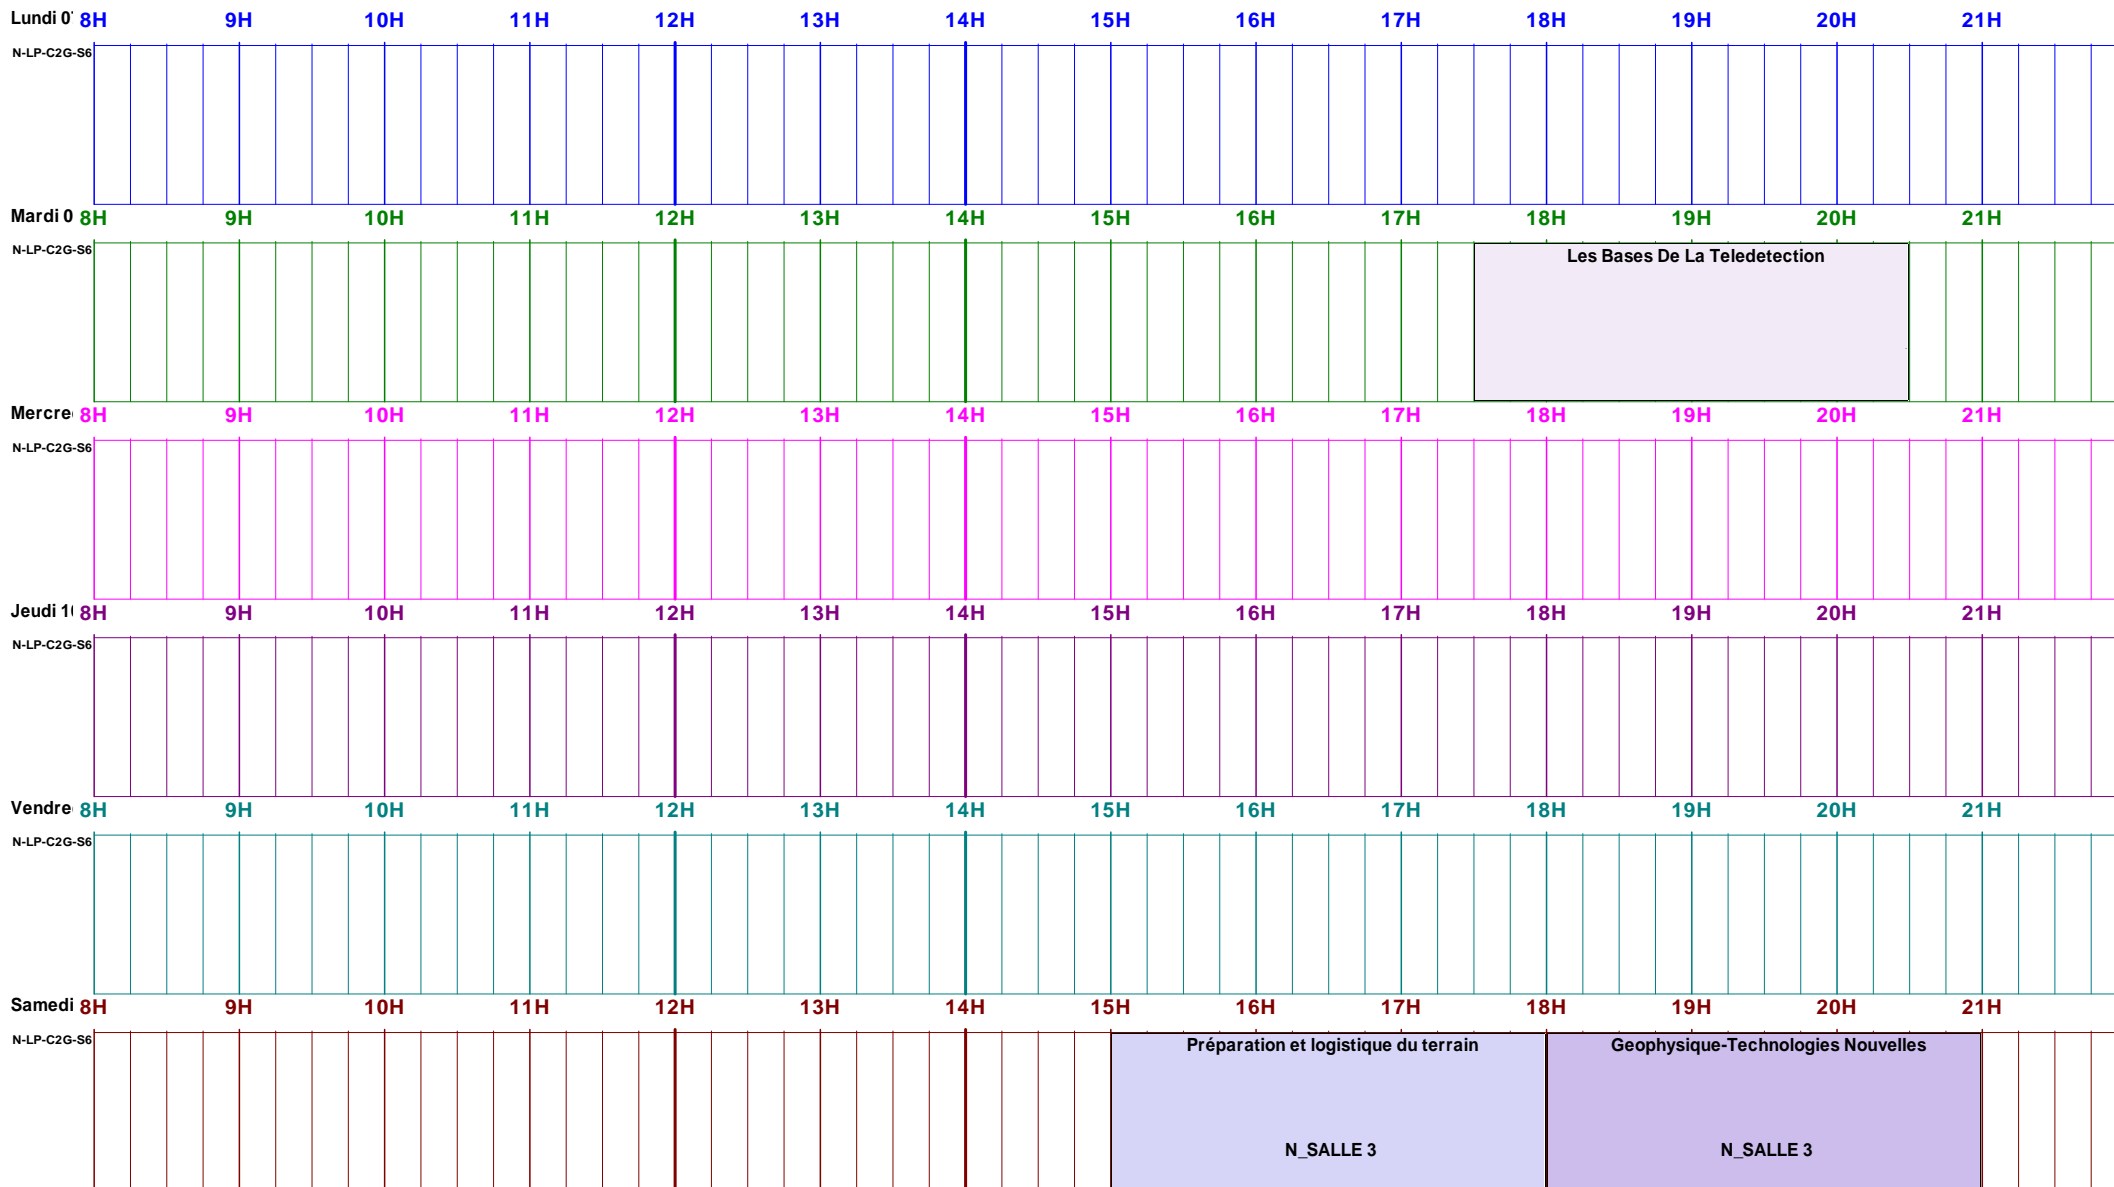 Lundi 0 8H 9H 10H 11H 12H 13H 14H 15H 16H 17H 18H 19H 20H 21H
N-LP-C2G-S6
Mardi 0 8H 9H 10H 11H 12H 13H 14H 15H 16H 17H 18H 19H 20H 21H
N-LP-C2G-S6
Les Bases De La Teledetection
Mercre 8H 9H 10H 11H 12H 13H 14H 15H 16H 17H 18H 19H 20H 21H
N-LP-C2G-S6
Jeudi 1 8H 9H 10H 11H 12H 13H 14H 15H 16H 17H 18H 19H 20H 21H
N-LP-C2G-S6
Vendre 8H 9H 10H 11H 12H 13H 14H 15H 16H 17H 18H 19H 20H 21H
N-LP-C2G-S6
Samedi 8H 9H 10H 11H 12H 13H 14H 15H 16H 17H 18H 19H 20H 21H
N-LP-C2G-S6
Préparation et logistique du terrain
N_SALLE 3
Geophysique-Technologies Nouvelles
N_SALLE 3